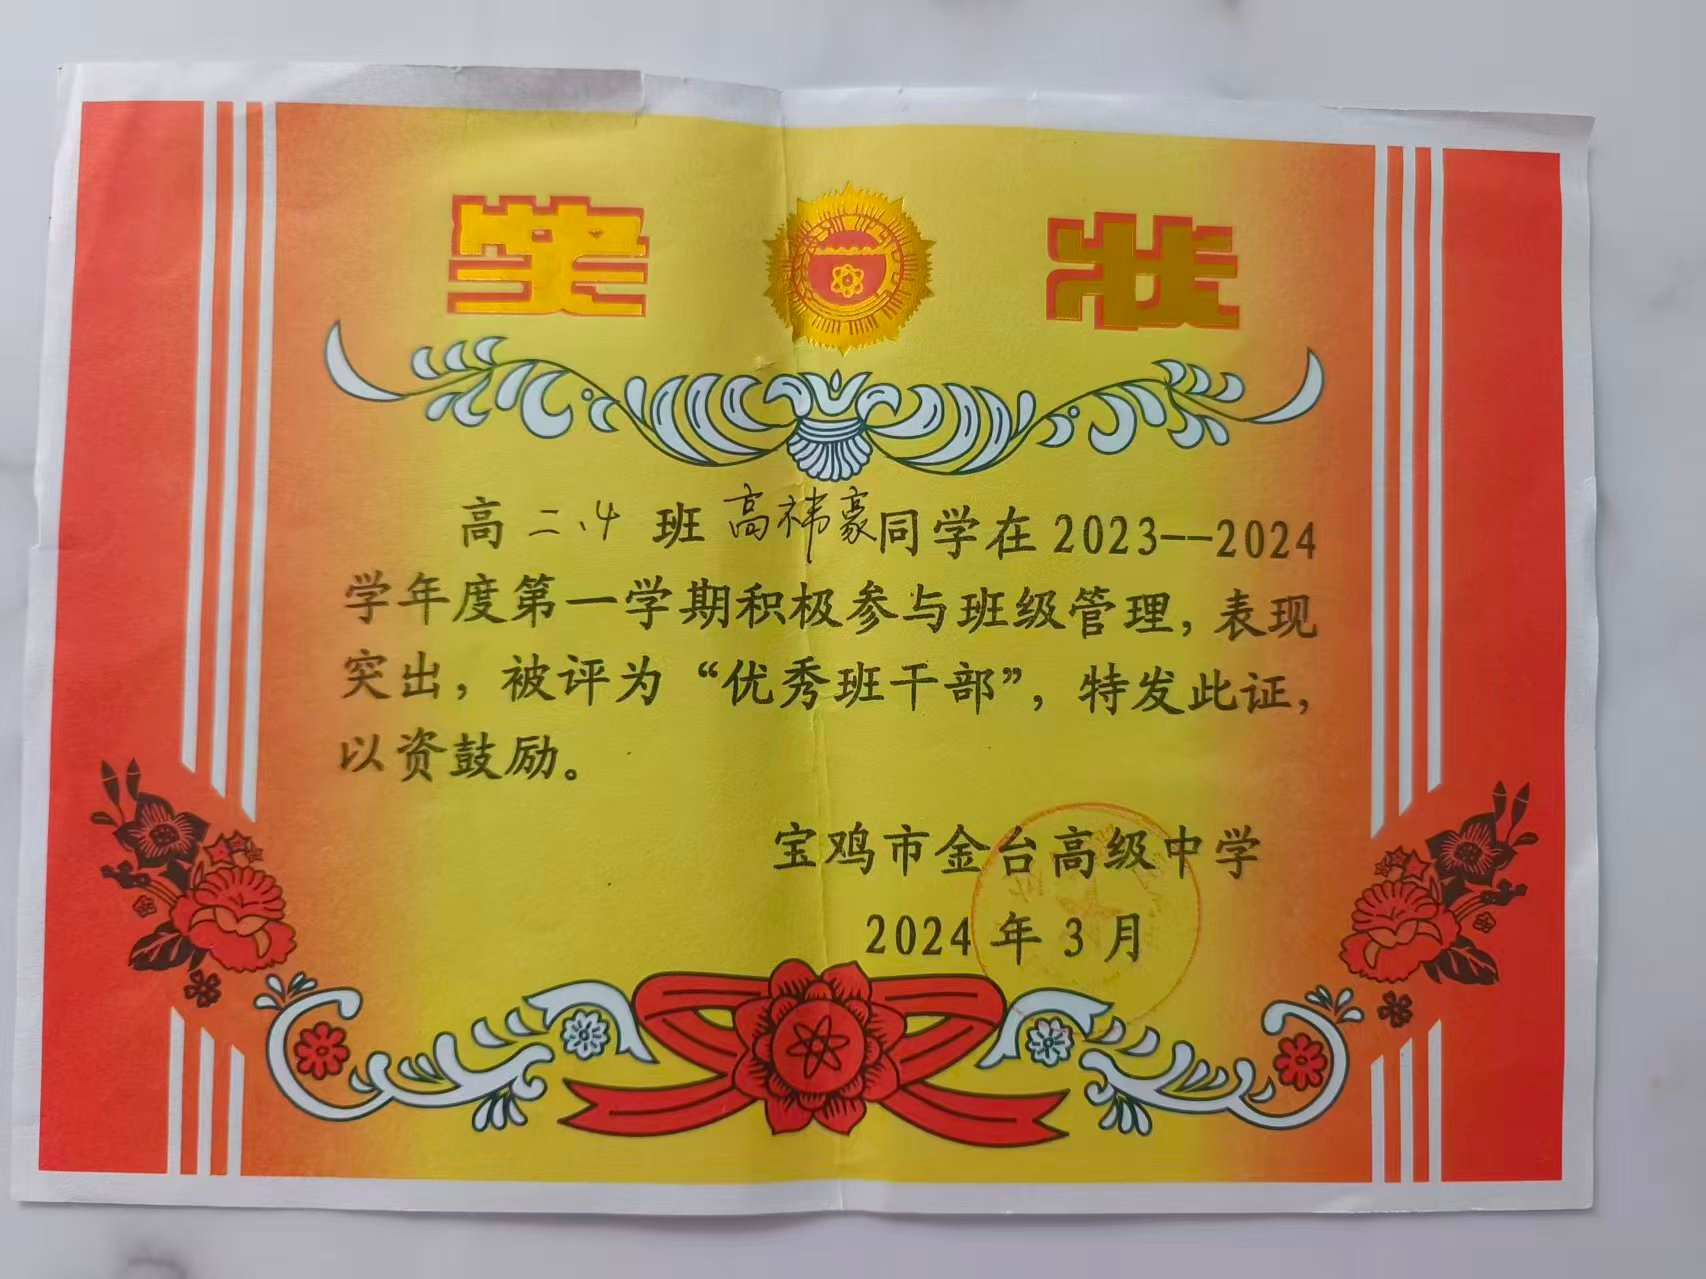 奖 状
高二.4班高祎豪同学在2023--2024
学年度第一学期积极参与班级管理,表现
突出,被评为“优秀班干部”,特发此证,
以资鼓励。
宝鸡市金台高级中学
2024年3月